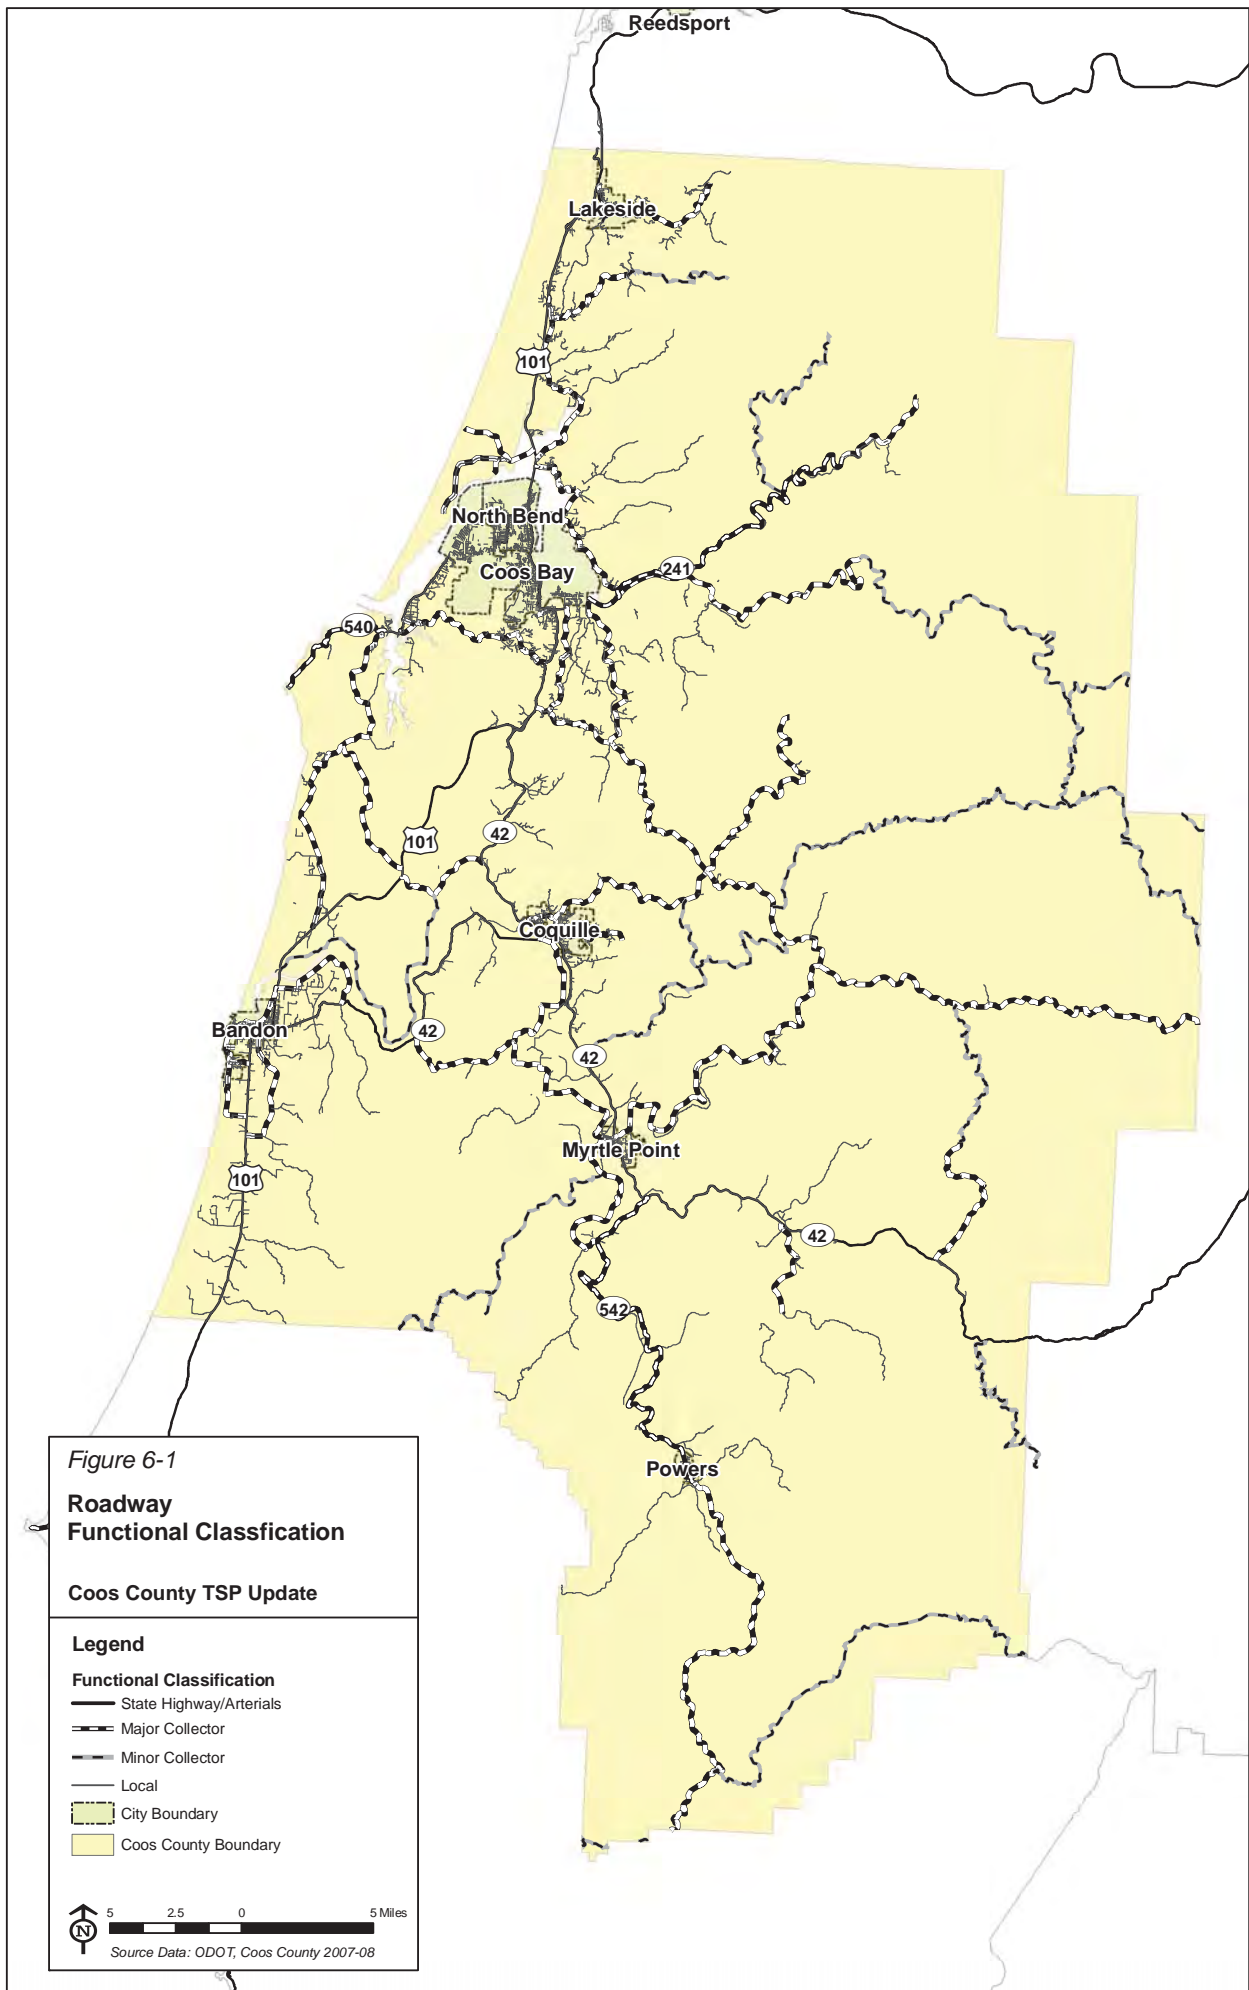 Reedsport
Lakeside
101
North Bend
Coos Bay
241
540
101
42
Coquille
Bandon
42
42
Myrtle Point
101
42
542
Powers
Figure 6-1
Roadway
Functional Classfication
Coos County TSP Update
Legend
Functional Classification
State Highway/Arterials
Major Collector
Minor Collector
Local
City Boundary
Coos County Boundary
N
5 2.5 0 5 Miles
Source Data: ODOT, Coos County 2007-08